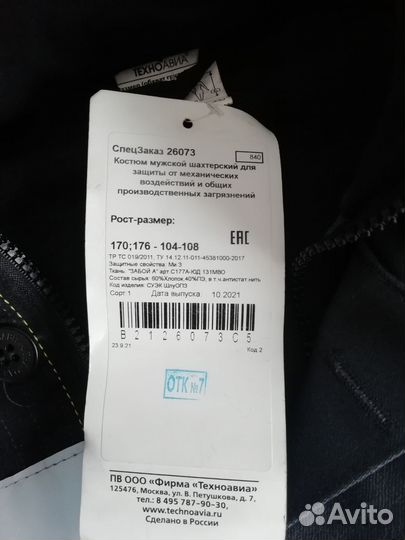 ТЕХНОАВИА
СпецЗаказ 26073
840
Костюм мужской шахтерский для
защиты от механических
воздействий и общих
производственных загрязнений
Рост-размер:
170;176 - 104-108
ЕАС
ТР ТС 019/2011, ТУ 14.12.11-011-45381000-2017
Защитные свойства: Ми З
Ткань: "ЗАБОЙ А" арт.С177А-ЮД 131МВО
Состав сырья: 60%Хлопок,40%ПЭ, в т.ч.антистат нить
Код изделия: СУЭК ШлуОПЗ
Сорт 1 Дата выпуска 10.2021
B2126073C5
23.9.21 Код 2
ОТК №7
ПВ ООО «Фирма «Техноавиа»
125476, Москва, ул. В. Петушкова, д. 7,
тел.: 8 495 787-90-30,
www.technoavia.ru
Сделано в России
Avito